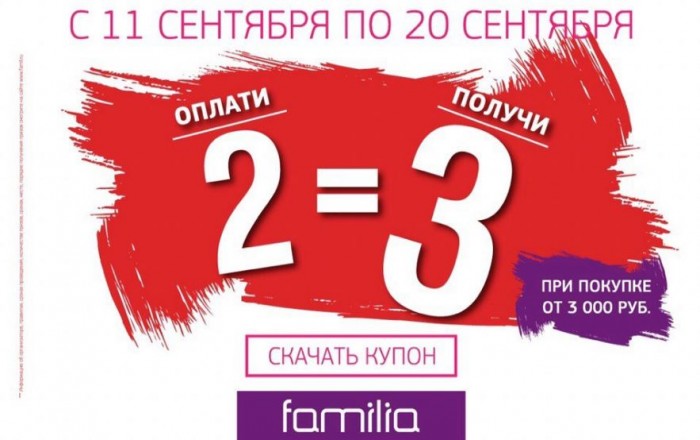 С 11 СЕНТЯБРЯ ПО 20 СЕНТЯБРЯ
ОПЛАТИ
ПОЛУЧИ
2 = 3
ПРИ ПОКУПКЕ
ОТ 3 000 РУБ.
СКАЧАТЬ КУПОН
familia